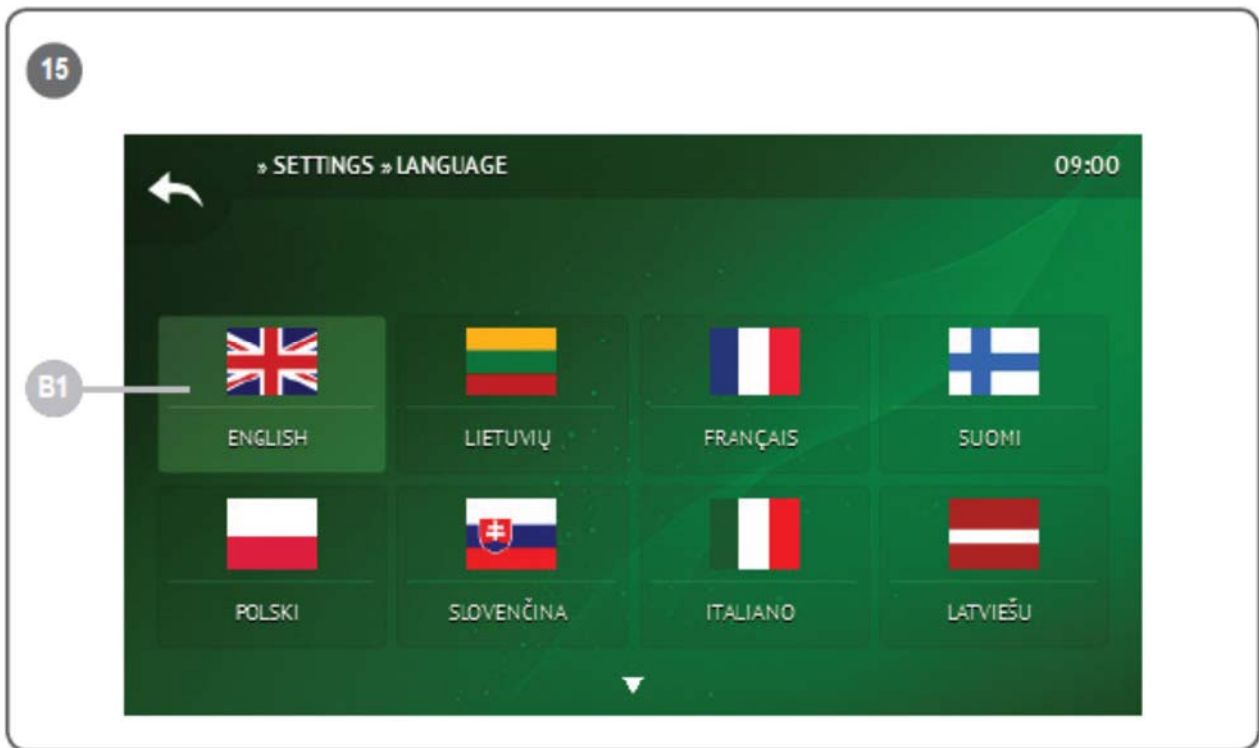 15
» SETTINGS » LANGUAGE 09:00
B1
ENGLISH LIETUVIŲ FRANÇAIS SUOMI
POLSKI SLOVENČINA ITALIANO LATVIEŠU